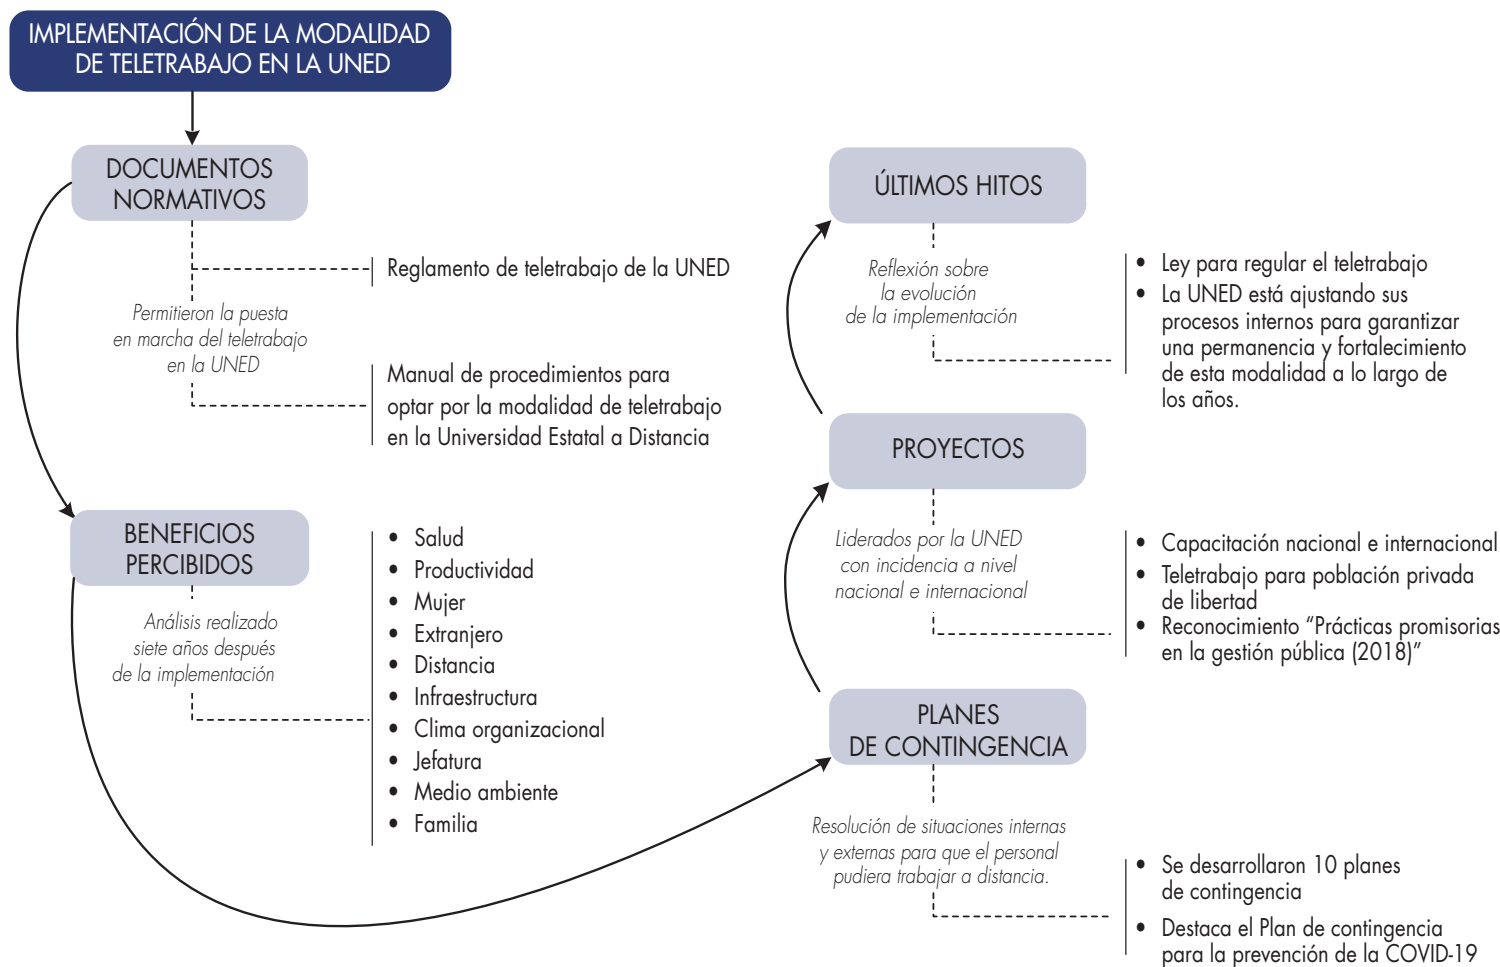 IMPLEMENTACIÓN DE LA MODALIDAD
DE TELETRABAJO EN LA UNED
DOCUMENTOS
NORMATIVOS
Permitieron la puesta
en marcha del teletrabajo
en la UNED
Reglamento de teletrabajo de la UNED
Manual de procedimientos para
optar por la modalidad de teletrabajo
en la Universidad Estatal a Distancia
BENEFICIOS
PERCIBIDOS
Análisis realizado
siete años después
de la implementación
• Salud
• Productividad
• Mujer
• Extranjero
• Distancia
• Infraestructura
• Clima organizacional
• Jefatura
• Medio ambiente
• Familia
PLANES
DE CONTINGENCIA
Resolución de situaciones internas
y externas para que el personal
pudiera trabajar a distancia.
• Se desarrollaron 10 planes
de contingencia
• Destaca el Plan de contingencia
para la prevención de la COVID-19
PROYECTOS
Liderados por la UNED
con incidencia a nivel
nacional e internacional
• Capacitación nacional e internacional
• Teletrabajo para población privada
de libertad
• Reconocimiento “Prácticas promisorias
en la gestión pública (2018)”
ÚLTIMOS HITOS
Reflexión sobre
la evolución
de la implementación
• Ley para regular el teletrabajo
• La UNED está ajustando sus
procesos internos para garantizar
una permanencia y fortalecimiento
de esta modalidad a lo largo de
los años.